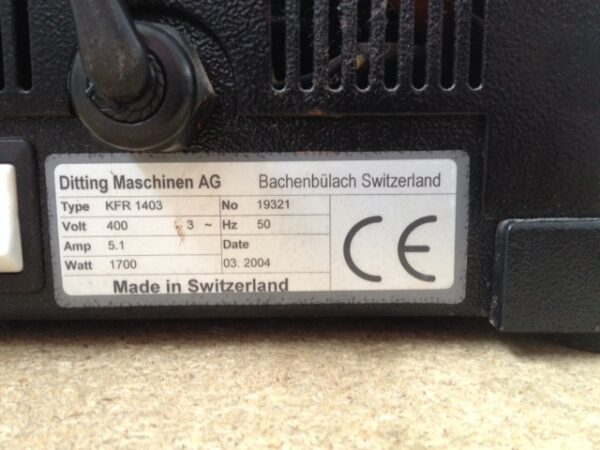 Ditting Maschinen AG Bachenbülach Switzerland
Type KFR 1403 No 19321
Volt 400 3 ~ Hz 50
Amp 5.1 Date
Watt 1700 03. 2004
Made in Switzerland
CE